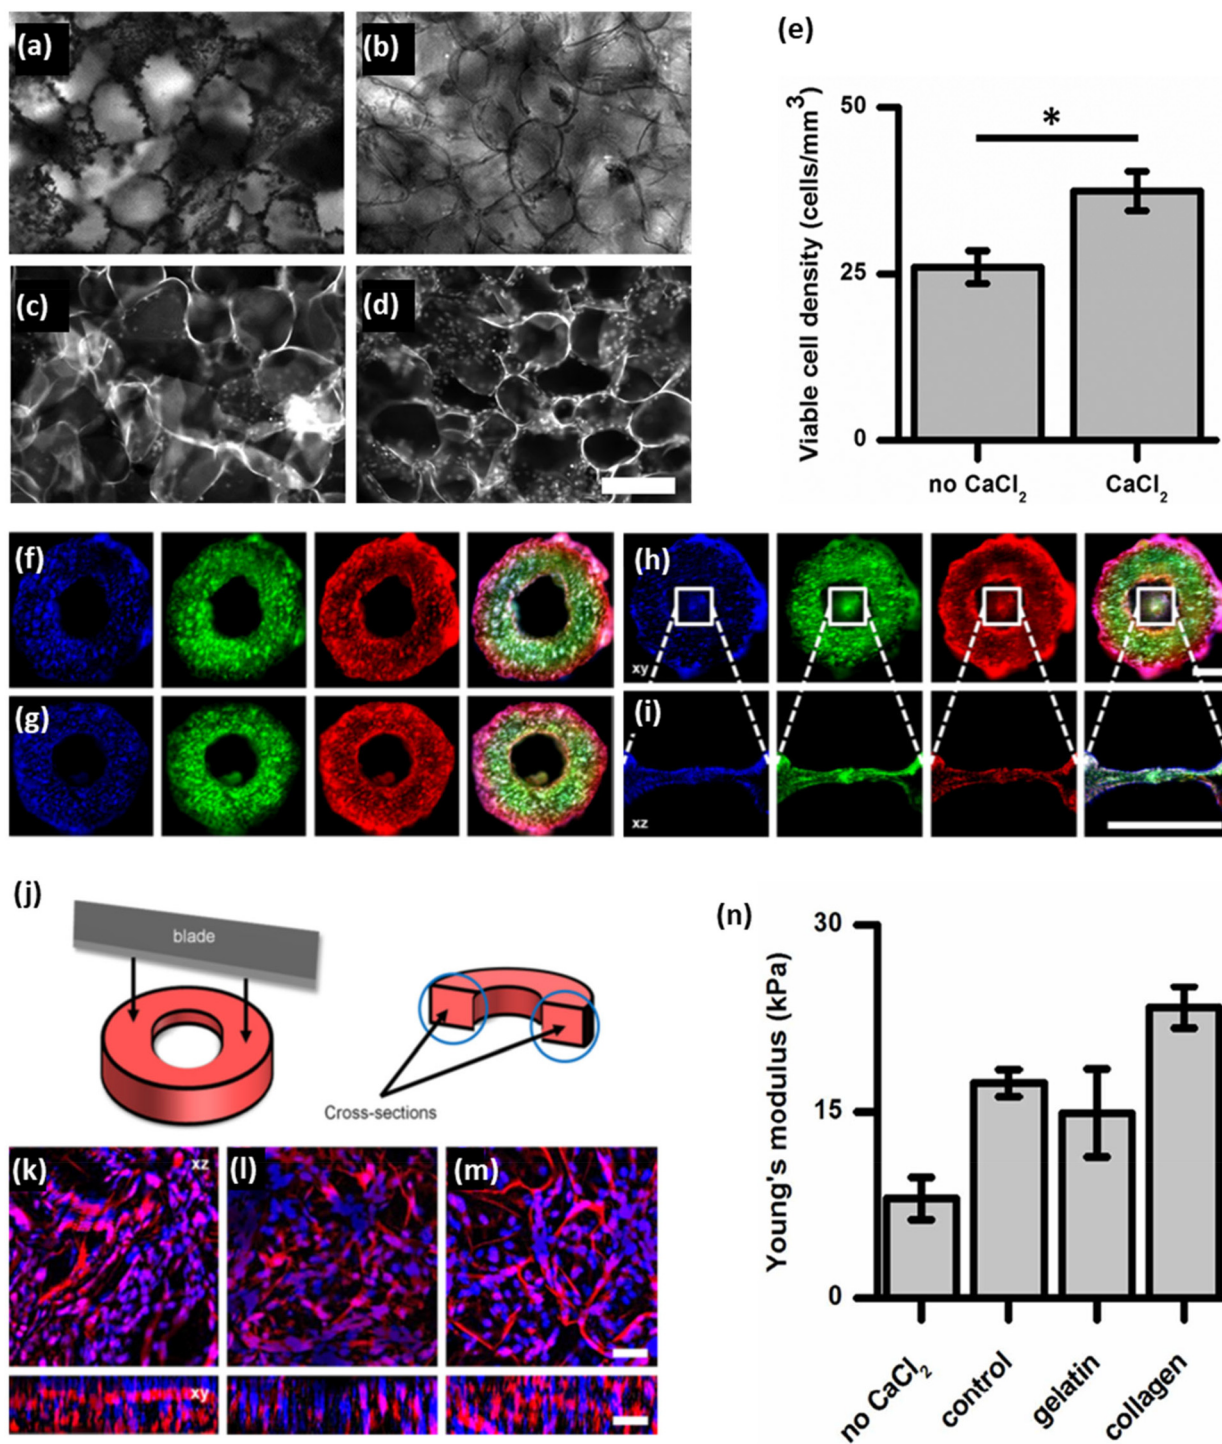 (a)
(b)
(c)
(d)
(e)
Viable cell density (cells/mm³)
50
25
0
*
no CaCl₂
CaCl₂
(f)
(h)
xy
(g)
(i)
xz
(j)
blade
Cross-sections
(k)
xz
(l)
(m)
xy
(n)
Young's modulus (kPa)
30
15
0
no CaCl₂
control
gelatin
collagen